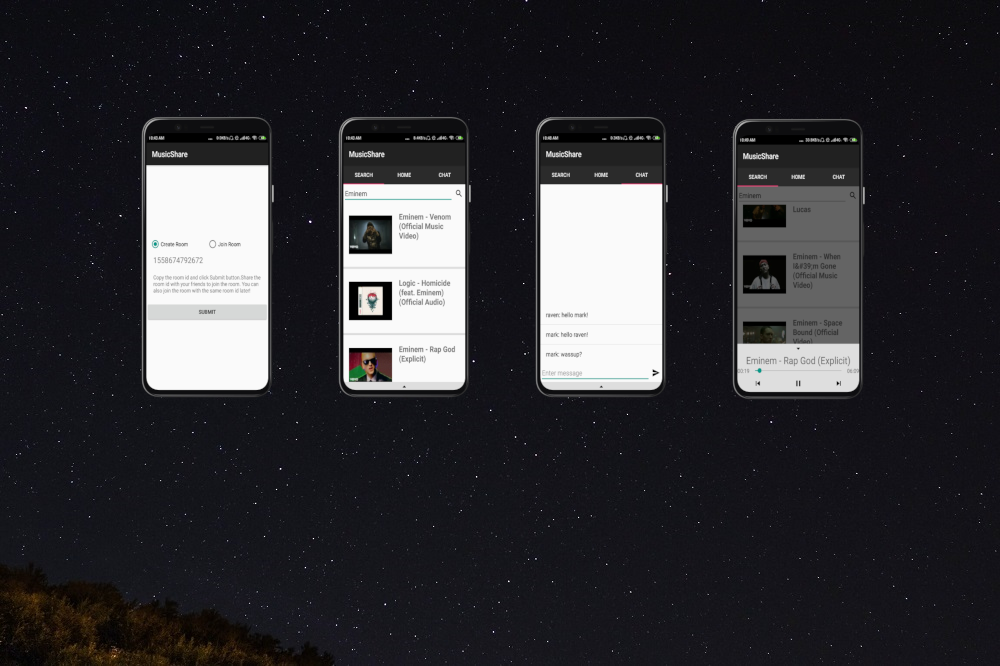 10:43 AM
MusicShare
Create Room
Join Room
1558674792672
Copy the room id and click Submit button.Share the
room id with your friends to join the room. You can
also join the room with the same room id later!
SUBMIT
10:43 AM
MusicShare
SEARCH HOME CHAT
Eminem
Eminem - Venom
(Official Music
Video)
Logic - Homicide
(feat. Eminem)
(Official Audio)
Eminem - Rap God
(Explicit)
10:48 AM
MusicShare
SEARCH HOME CHAT
raven: hello mark!
mark: hello raven!
mark: wassup?
Enter message
10:49 AM
MusicShare
SEARCH HOME CHAT
Eminem
Lucas
Eminem - When
I&#39;m Gone
(Official Music
Video)
Eminem - Space
Bound (Official
Video)
Eminem - Rap God (Explicit)
00:19
06:09